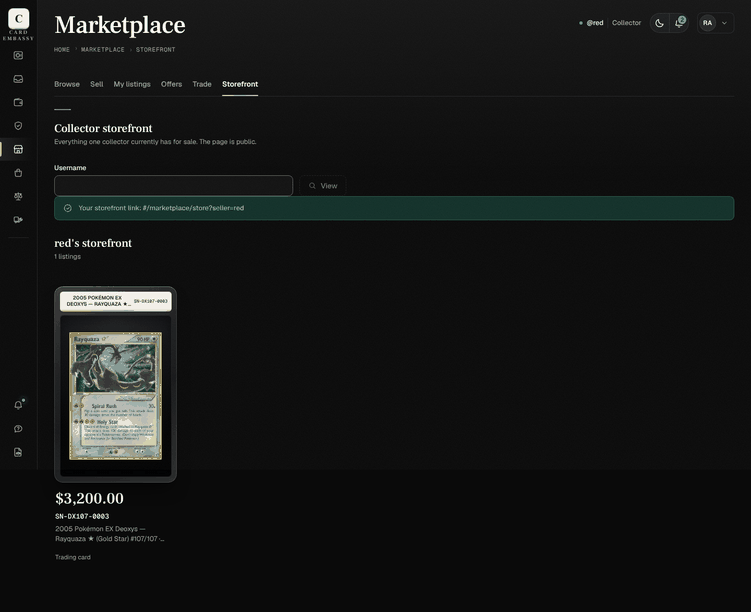 C
CARD
EMBASSY
Marketplace
@red
Collector
2
RA
HOME › MARKETPLACE › STOREFRONT
Browse
Sell
My listings
Offers
Trade
Storefront
Collector storefront
Everything one collector currently has for sale. The page is public.
Username
View
Your storefront link: #/marketplace/store?seller=red
red's storefront
1 listings
2005 POKÉMON EX
DEOXYS — RAYQUAZA ★…
SN-DX107-0003
Rayquaza
90 HP
Spiral Rush
Holy Star
$3,200.00
SN-DX107-0003
2005 Pokémon EX Deoxys —
Rayquaza ★ (Gold Star) #107/107 -…
Trading card